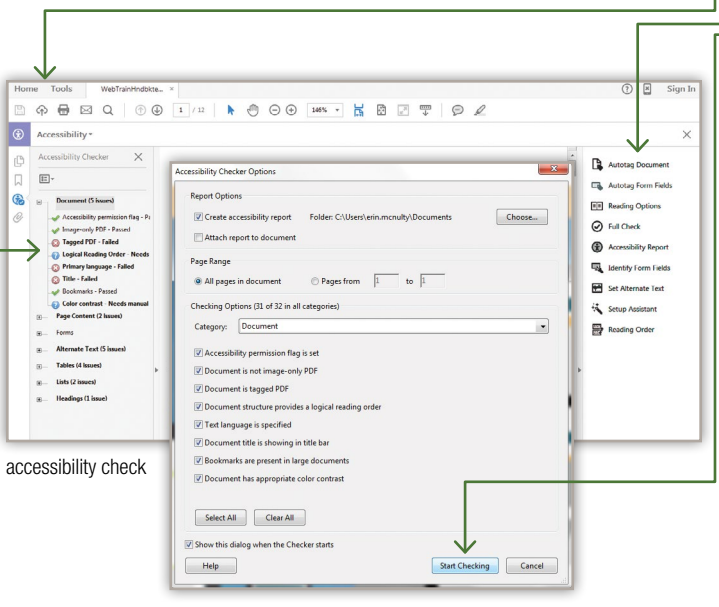 Home Tools WebTrainHndbkte... ×
Sign In
1 / 12 146%
Accessibility
Accessibility Checker
Document (5 issues)
Accessibility permission flag - Pa
Image-only PDF - Passed
Tagged PDF - Failed
Logical Reading Order - Needs
Primary language - Failed
Title - Failed
Bookmarks - Passed
Color contrast - Needs manual
Page Content (2 issues)
Forms
Alternate Text (5 issues)
Tables (4 issues)
Lists (2 issues)
Headings (1 issue)
accessibility check
Accessibility Checker Options
Report Options
Create accessibility report Folder: C:\Users\erin.mcnulty\Documents Choose...
Attach report to document
Page Range
All pages in document Pages from 1 to 1
Checking Options (31 of 32 in all categories)
Category: Document
Accessibility permission flag is set
Document is not image-only PDF
Document is tagged PDF
Document structure provides a logical reading order
Text language is specified
Document title is showing in title bar
Bookmarks are present in large documents
Document has appropriate color contrast
Select All Clear All
Show this dialog when the Checker starts
Help Start Checking Cancel
Autotag Document
Autotag Form Fields
Reading Options
Full Check
Accessibility Report
Identify Form Fields
Set Alternate Text
Setup Assistant
Reading Order